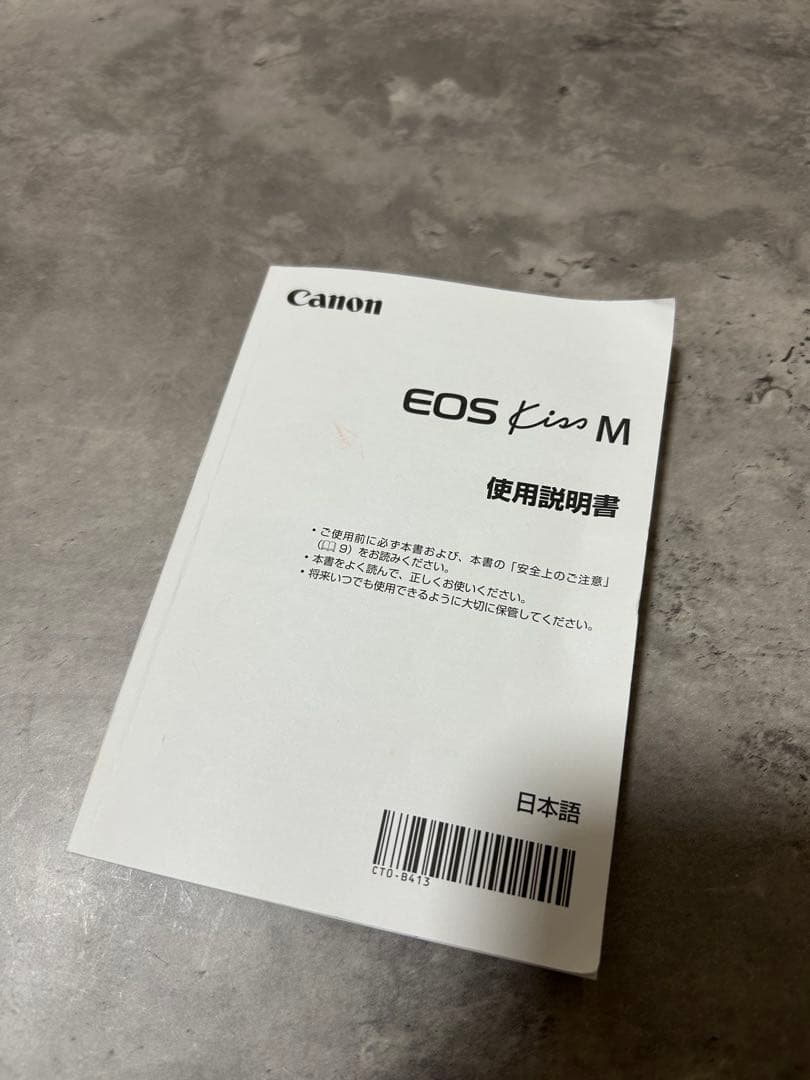 Canon
EOS Kiss M
使用説明書
・ご使用前に必ず本書および、本書の「安全上のご注意」
（📖 9）をお読みください。
・本書をよく読んで、正しくお使いください。
・将来いつでも使用できるように大切に保管してください。
日本語
CT0-B413